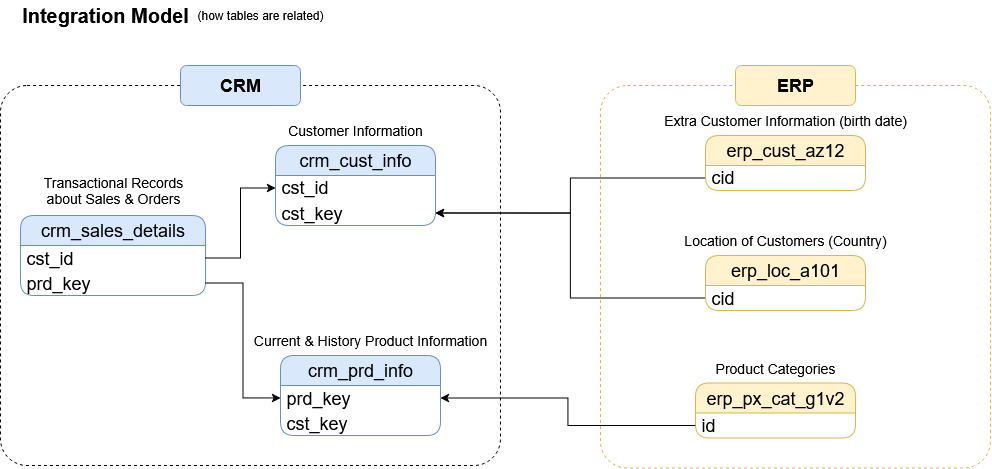 Integration Model (how tables are related)
CRM
ERP
Customer Information
crm_cust_info
cst_id
cst_key
Transactional Records
about Sales & Orders
crm_sales_details
cst_id
prd_key
Current & History Product Information
crm_prd_info
prd_key
cst_key
Extra Customer Information (birth date)
erp_cust_az12
cid
Location of Customers (Country)
erp_loc_a101
cid
Product Categories
erp_px_cat_g1v2
id